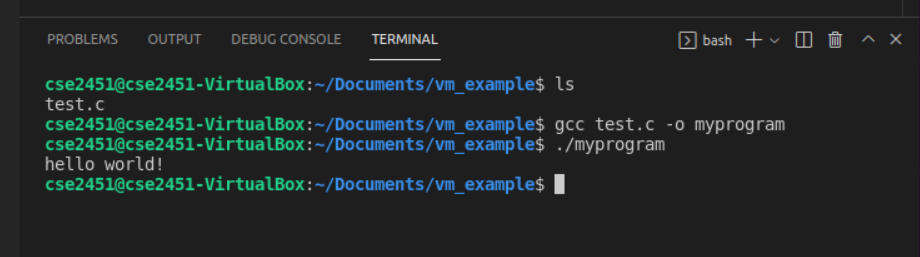 PROBLEMS OUTPUT DEBUG CONSOLE TERMINAL bash
cse2451@cse2451-VirtualBox:~/Documents/vm_example$ ls
test.c
cse2451@cse2451-VirtualBox:~/Documents/vm_example$ gcc test.c -o myprogram
cse2451@cse2451-VirtualBox:~/Documents/vm_example$ ./myprogram
hello world!
cse2451@cse2451-VirtualBox:~/Documents/vm_example$